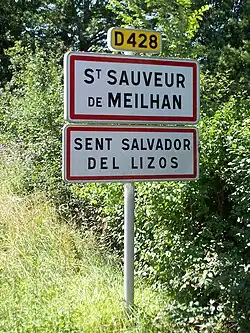 D428
ST SAUVEUR
DE MEILHAN
SENT SALVADOR
DEL LIZOS